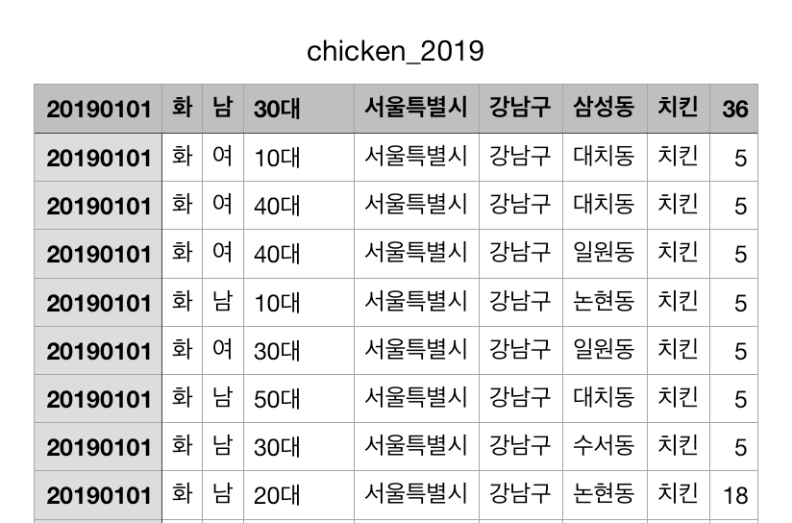 chicken_2019
20190101 화 남 30대 서울특별시 강남구 삼성동 치킨 36
20190101 화 여 10대 서울특별시 강남구 대치동 치킨 5
20190101 화 여 40대 서울특별시 강남구 대치동 치킨 5
20190101 화 여 40대 서울특별시 강남구 일원동 치킨 5
20190101 화 남 10대 서울특별시 강남구 논현동 치킨 5
20190101 화 여 30대 서울특별시 강남구 일원동 치킨 5
20190101 화 남 50대 서울특별시 강남구 대치동 치킨 5
20190101 화 남 30대 서울특별시 강남구 수서동 치킨 5
20190101 화 남 20대 서울특별시 강남구 논현동 치킨 18